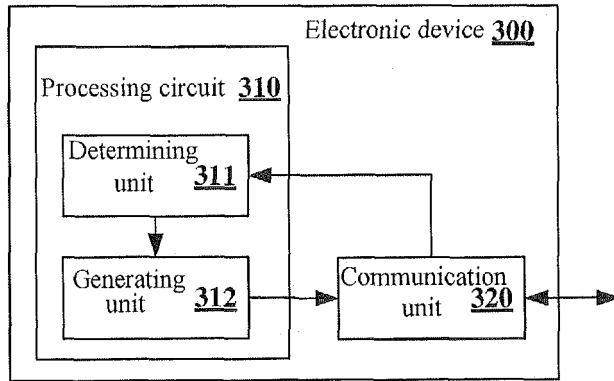 Electronic device 300
Processing circuit 310
Determining
unit 311
Generating
unit 312
Communication
unit 320